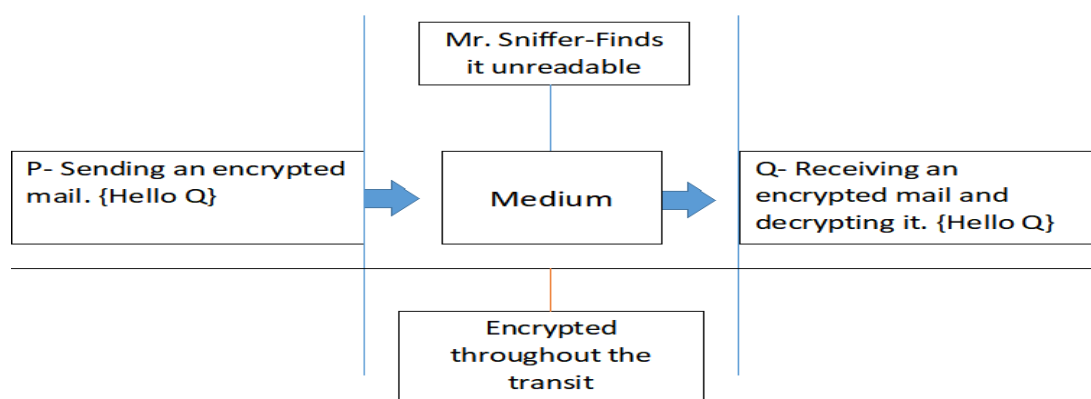 Mr. Sniffer-Finds
it unreadable
P- Sending an encrypted
mail. {Hello Q}
Medium
Q- Receiving an
encrypted mail and
decrypting it. {Hello Q}
Encrypted
throughout the
transit